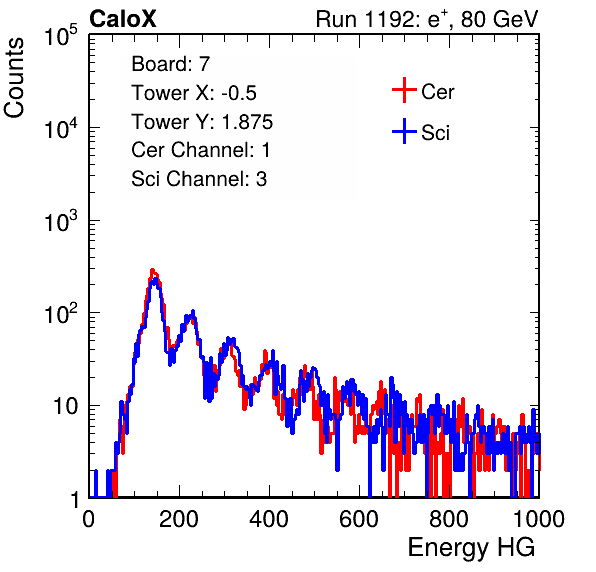 CaloX Run 1192: e⁺, 80 GeV
Counts
Board: 7
Tower X: -0.5
Tower Y: 1.875
Cer Channel: 1
Sci Channel: 3
Cer
Sci
10⁵
10⁴
10³
10²
10
1
0 200 400 600 800 1000
Energy HG